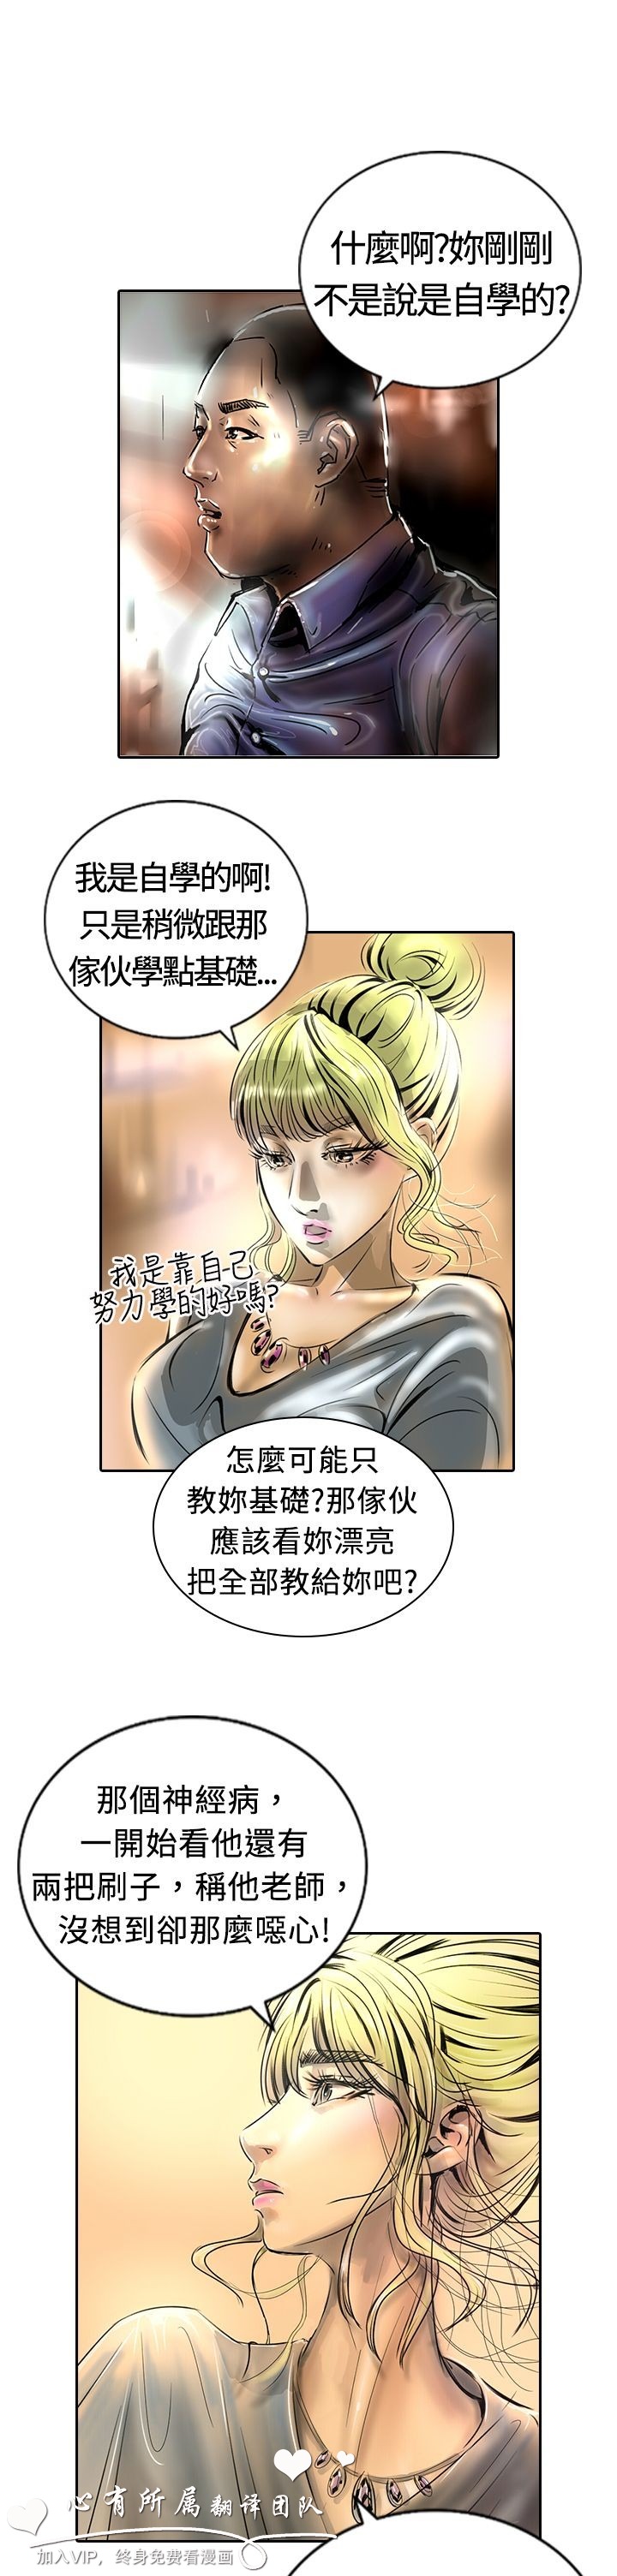 什麼啊?妳剛剛
不是說是自學的?
我是自學的啊!
只是稍微跟那
傢伙學點基礎...
我是靠自己
努力學的好嗎?
怎麼可能只
教妳基礎?那傢伙
應該看妳漂亮
把全部教給妳吧?
那個神經病，
一開始看他還有
兩把刷子，稱他老師，
沒想到卻那麼噁心!
心有所属翻译团队
加入VIP，终身免费看漫画